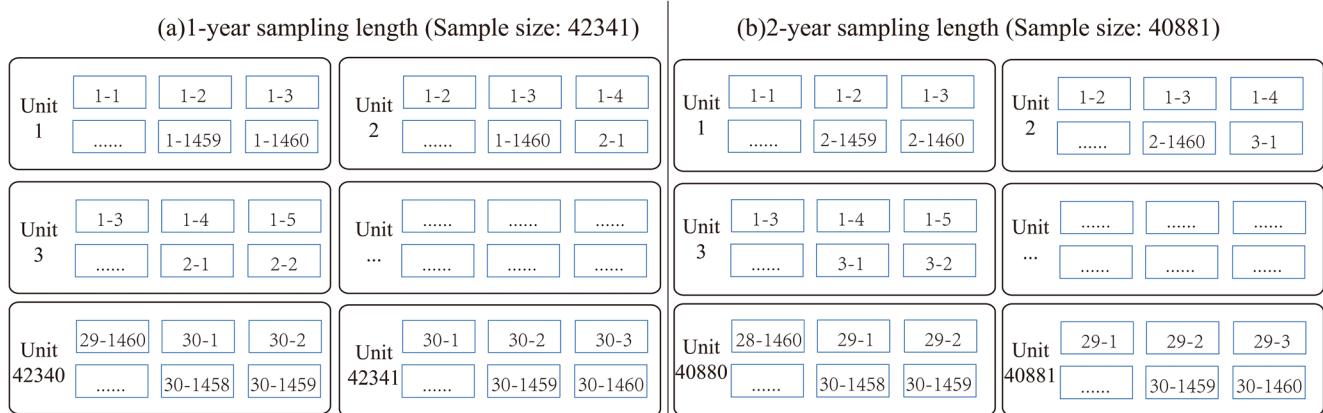 (a)1-year sampling length (Sample size: 42341)
Unit 1
1-1 1-2 1-3
...... 1-1459 1-1460
Unit 2
1-2 1-3 1-4
...... 1-1460 2-1
Unit 3
1-3 1-4 1-5
...... 2-1 2-2
Unit ...
...... ...... ......
...... ...... ......
Unit 42340
29-1460 30-1 30-2
...... 30-1458 30-1459
Unit 42341
30-1 30-2 30-3
...... 30-1459 30-1460
(b)2-year sampling length (Sample size: 40881)
Unit 1
1-1 1-2 1-3
...... 2-1459 2-1460
Unit 2
1-2 1-3 1-4
...... 2-1460 3-1
Unit 3
1-3 1-4 1-5
...... 3-1 3-2
Unit ...
...... ...... ......
...... ...... ......
Unit 40880
28-1460 29-1 29-2
...... 30-1458 30-1459
Unit 40881
29-1 29-2 29-3
...... 30-1459 30-1460